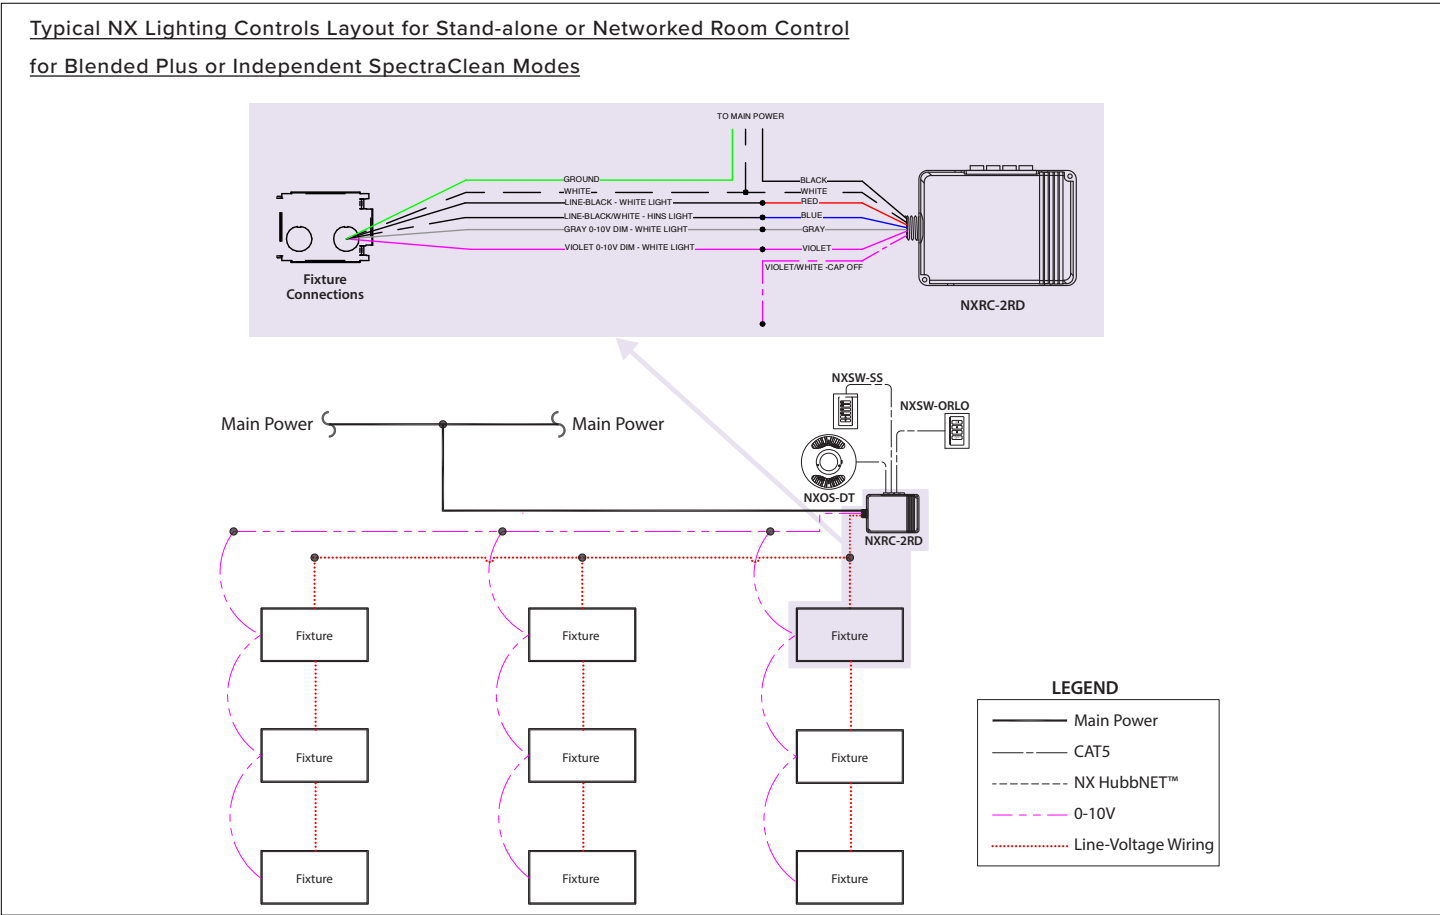 Typical NX Lighting Controls Layout for Stand-alone or Networked Room Control
for Blended Plus or Independent SpectraClean Modes
TO MAIN POWER
GROUND
BLACK
WHITE
WHITE
LINE-BLACK - WHITE LIGHT
RED
LINE-BLACK/WHITE - HINS LIGHT
BLUE
GRAY 0-10V DIM - WHITE LIGHT
GRAY
VIOLET 0-10V DIM - WHITE LIGHT
VIOLET
VIOLET/WHITE -CAP OFF
Fixture
Connections
NXRC-2RD
NXSW-SS
NXSW-ORLO
Main Power
Main Power
NXOS-DT
NXRC-2RD
Fixture
Fixture
Fixture
Fixture
Fixture
Fixture
Fixture
Fixture
Fixture
LEGEND
Main Power
CAT5
NX HubbNET™
0-10V
Line-Voltage Wiring